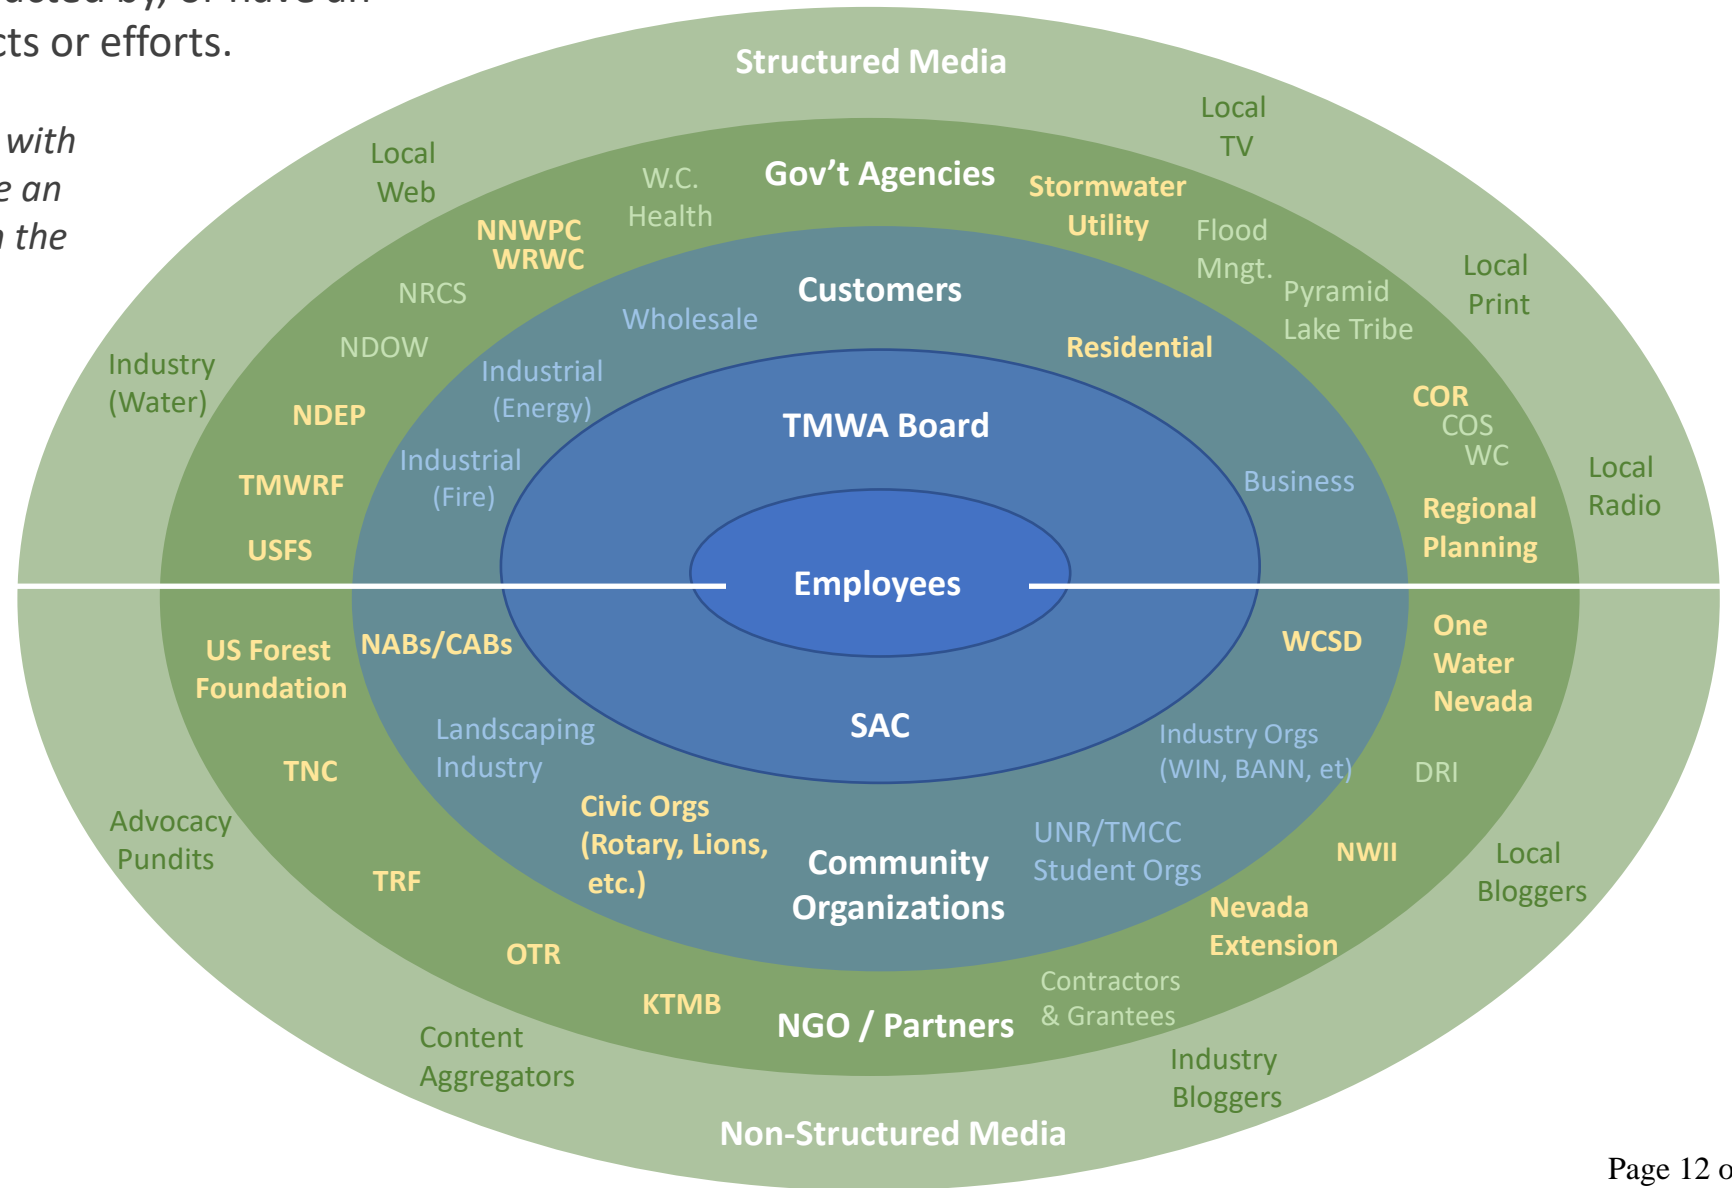 acted by, or have an
cts or efforts.
with
e an
n the
Structured Media
Local
Web
Local
TV
Industry
(Water)
Local
Print
Local
Radio
Gov't Agencies
W.C.
Health
NNWPC
WRWC
NRCS
NDOW
NDEP
TMWRF
USFS
Stormwater
Utility
Flood
Mngt.
Pyramid
Lake Tribe
COR
COS
WC
Regional
Planning
Customers
Wholesale
Industrial
(Energy)
Industrial
(Fire)
Residential
Business
TMWA Board
Employees
SAC
NABs/CABs
WCSD
Landscaping
Industry
Industry Orgs
(WIN, BANN, et)
Civic Orgs
(Rotary, Lions,
etc.)
UNR/TMCC
Student Orgs
Community
Organizations
US Forest
Foundation
One
Water
Nevada
TNC
DRI
TRF
NWII
OTR
Nevada
Extension
KTMB
Contractors
& Grantees
NGO / Partners
Advocacy
Pundits
Local
Bloggers
Content
Aggregators
Industry
Bloggers
Non-Structured Media
Page 12 o